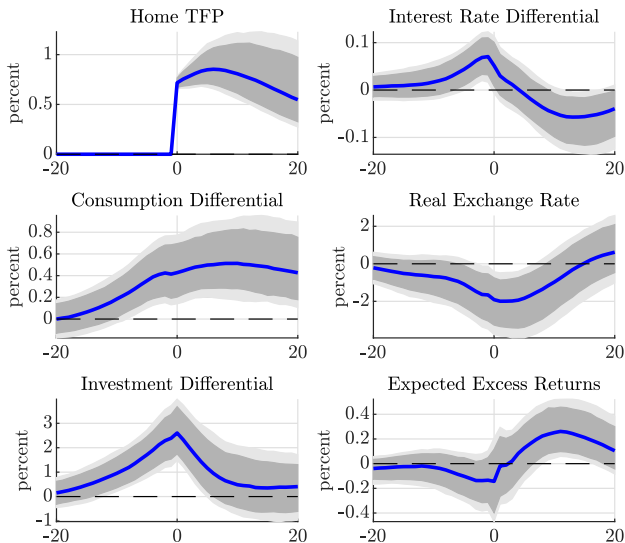 Home TFP
percent
1
0.5
0
-20 0 20
Interest Rate Differential
percent
0.1
0
-0.1
-20 0 20
Consumption Differential
percent
0.8
0.6
0.4
0.2
0
-20 0 20
Real Exchange Rate
percent
2
0
-2
-20 0 20
Investment Differential
percent
3
2
1
0
-1
-20 0 20
Expected Excess Returns
percent
0.4
0.2
0
-0.2
-0.4
-20 0 20